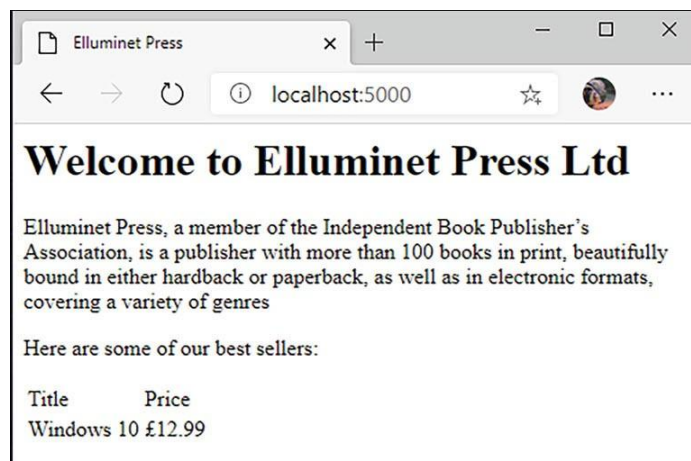 Elluminet Press
localhost:5000
Welcome to Elluminet Press Ltd
Elluminet Press, a member of the Independent Book Publisher’s
Association, is a publisher with more than 100 books in print, beautifully
bound in either hardback or paperback, as well as in electronic formats,
covering a variety of genres
Here are some of our best sellers:
Title Price
Windows 10 £12.99